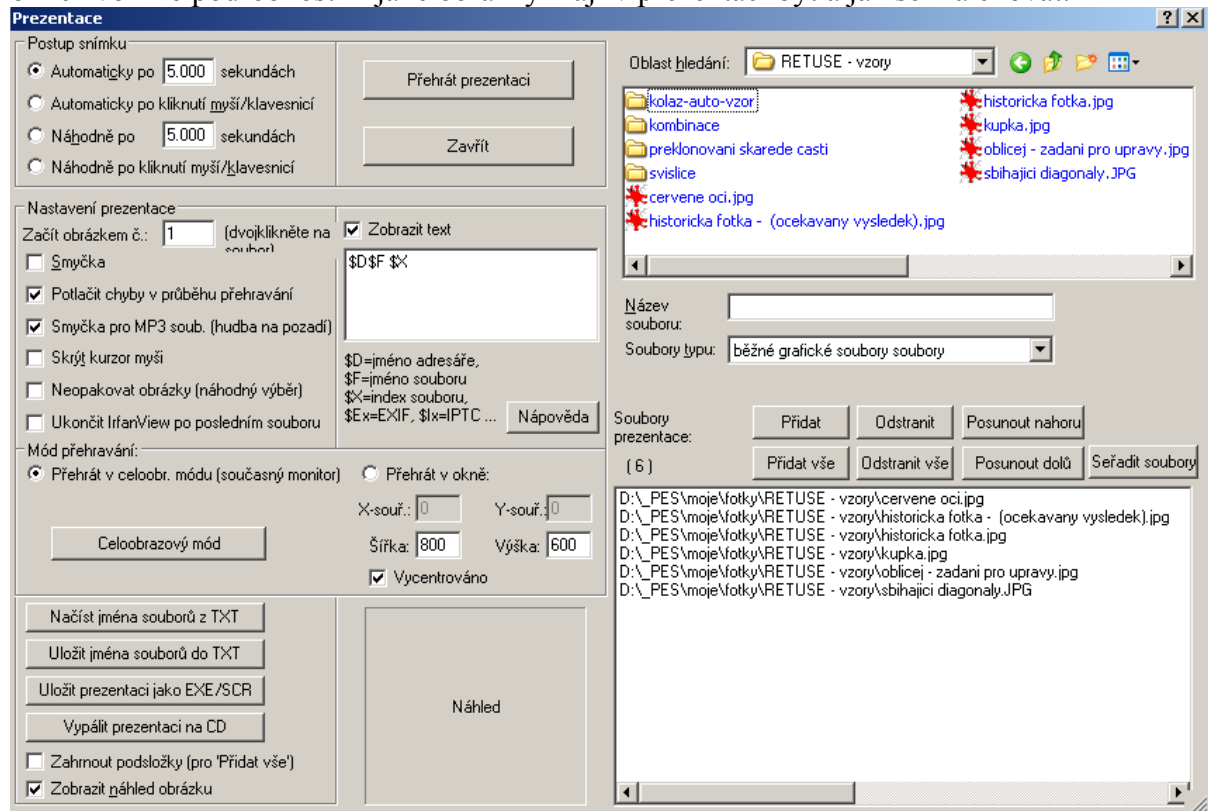 Prezentace
Postup snímku
Automaticky po 5.000 sekundách
Automaticky po kliknutí myší/klavesnicí
Náhodně po 5.000 sekundách
Náhodně po kliknutí myší/klavesnicí
Přehrát prezentaci
Zavřít
Nastavení prezentace
Začít obrázkem č.: 1 (dvojklikněte na
soubor)
Smyčka
Potlačit chyby v průběhu přehravání
Smyčka pro MP3 soub. (hudba na pozadí)
Skrýt kurzor myši
Neopakovat obrázky (náhodný výběr)
Ukončit IrfanView po posledním souboru
Zobrazit text
$D$F $X
$D=jméno adresáře,
$F=jméno souboru
$X=index souboru,
$Ex=EXIF, $Ix=IPTC ...
Nápověda
Mód přehravání:
Přehrát v celoobr. módu (současný monitor)
Celoobrazový mód
Přehrát v okně:
X-souř.: 0 Y-souř.: 0
Šířka: 800 Výška: 600
Vycentrováno
Načíst jména souborů z TXT
Uložit jména souborů do TXT
Uložit prezentaci jako EXE/SCR
Vypálit prezentaci na CD
Zahrnout podsložky (pro 'Přidat vše')
Zobrazit náhled obrázku
Náhled
Oblast hledání: RETUSE - vzory
kolaz-auto-vzor
kombinace
preklonovani skarede casti
svislice
cervene oci.jpg
historicka fotka - (ocekavany vysledek).jpg
historicka fotka.jpg
kupka.jpg
oblicej - zadani pro upravy.jpg
sbihajici diagonaly.JPG
Název
souboru:
Soubory typu: běžné grafické soubory soubory
Soubory
prezentace:
( 6 )
Přidat Odstranit Posunout nahoru
Přidat vše Odstranit vše Posunout dolů Seřadit soubory
D:\_PES\moje\fotky\RETUSE - vzory\cervene oci.jpg
D:\_PES\moje\fotky\RETUSE - vzory\historicka fotka - (ocekavany vysledek).jpg
D:\_PES\moje\fotky\RETUSE - vzory\historicka fotka.jpg
D:\_PES\moje\fotky\RETUSE - vzory\kupka.jpg
D:\_PES\moje\fotky\RETUSE - vzory\oblicej - zadani pro upravy.jpg
D:\_PES\moje\fotky\RETUSE - vzory\sbihajici diagonaly.JPG